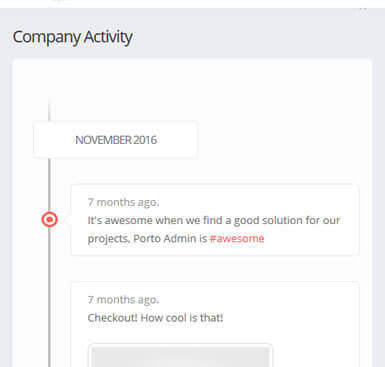 Company Activity
NOVEMBER 2016
7 months ago.
It's awesome when we find a good solution for our
projects, Porto Admin is #awesome
7 months ago.
Checkout! How cool is that!